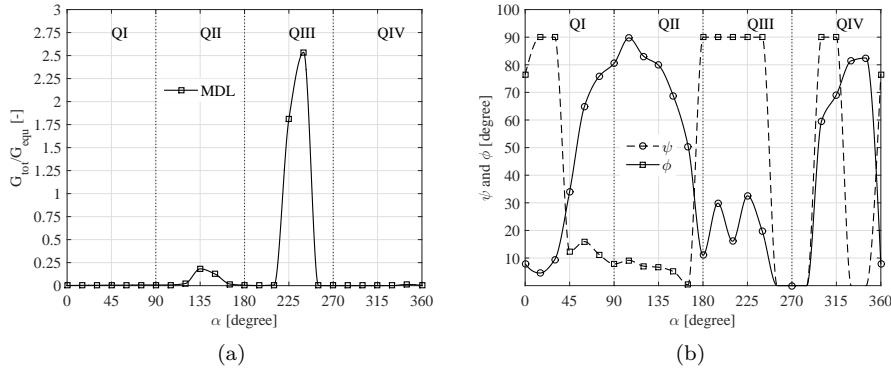 3
2.75
2.5
2.25
2
1.75
1.5
1.25
1
0.75
0.5
0.25
0
G_tot/G_equ [-]
QI QII QIII QIV
MDL
0 45 90 135 180 225 270 315 360
α [degree]
(a)
100
90
80
70
60
50
40
30
20
10
ψ and ϕ [degree]
QI QII QIII QIV
ψ
ϕ
0 45 90 135 180 225 270 315 360
α [degree]
(b)